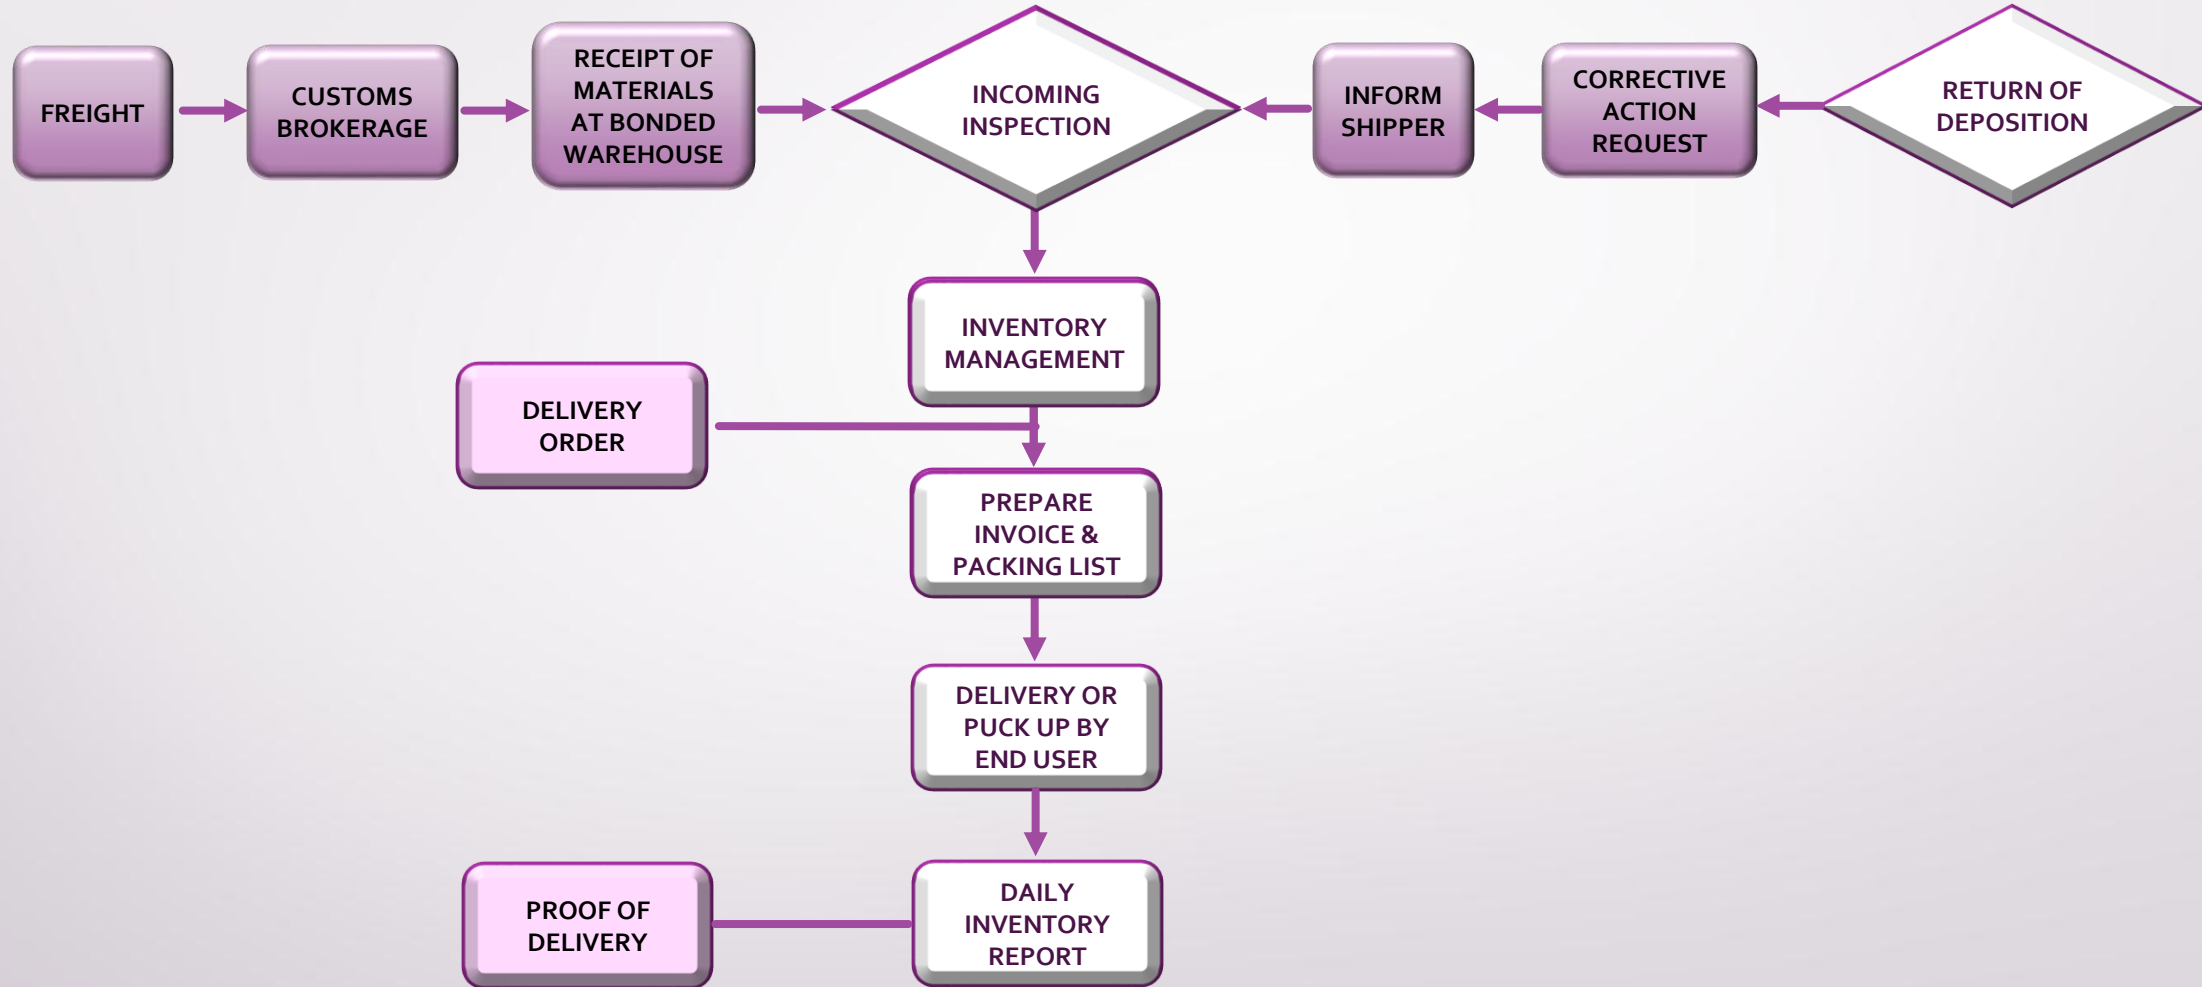 FREIGHT
CUSTOMS
BROKERAGE
RECEIPT OF
MATERIALS
AT BONDED
WAREHOUSE
INCOMING
INSPECTION
INFORM
SHIPPER
CORRECTIVE
ACTION
REQUEST
RETURN OF
DEPOSITION
INVENTORY
MANAGEMENT
DELIVERY
ORDER
PREPARE
INVOICE &
PACKING LIST
DELIVERY OR
PUCK UP BY
END USER
PROOF OF
DELIVERY
DAILY
INVENTORY
REPORT